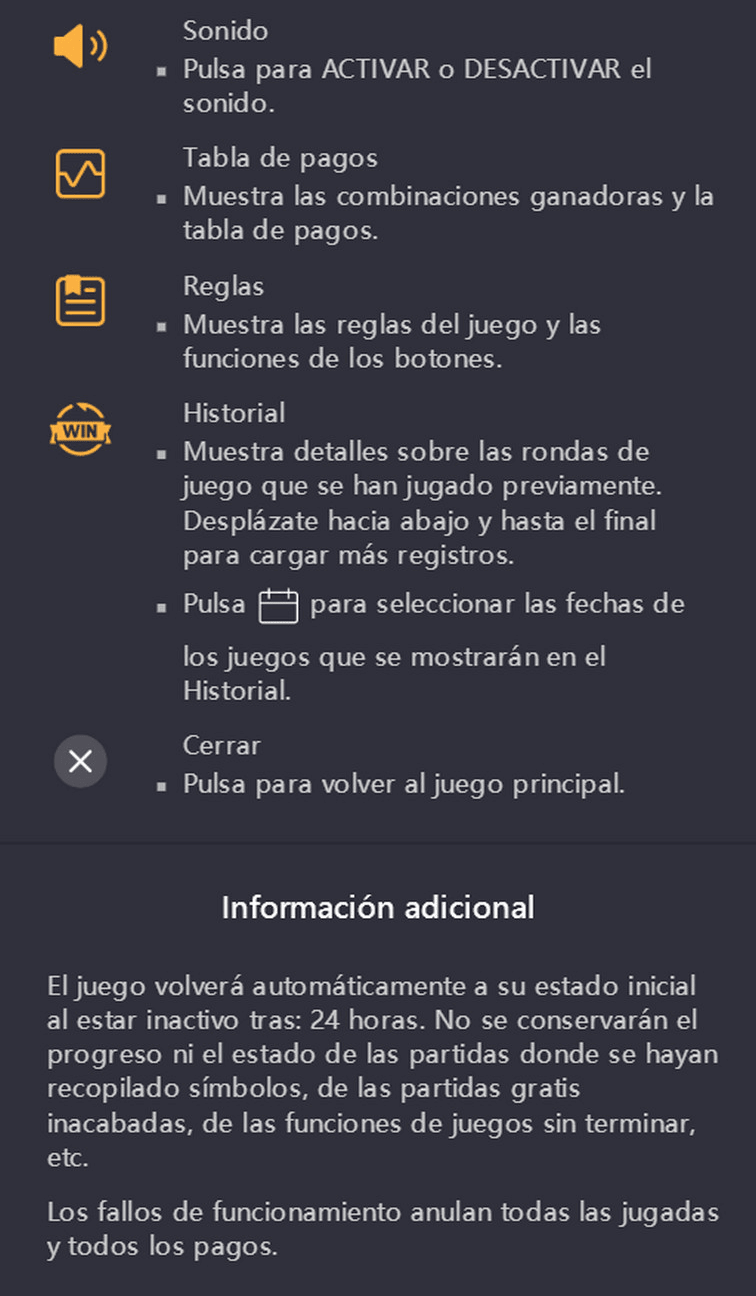 Sonido
▪ Pulsa para ACTIVAR o DESACTIVAR el
sonido.
Tabla de pagos
▪ Muestra las combinaciones ganadoras y la
tabla de pagos.
Reglas
▪ Muestra las reglas del juego y las
funciones de los botones.
WIN
Historial
▪ Muestra detalles sobre las rondas de
juego que se han jugado previamente.
Desplázate hacia abajo y hasta el final
para cargar más registros.
▪ Pulsa para seleccionar las fechas de
los juegos que se mostrarán en el
Historial.
Cerrar
▪ Pulsa para volver al juego principal.
Información adicional
El juego volverá automáticamente a su estado inicial
al estar inactivo tras: 24 horas. No se conservarán el
progreso ni el estado de las partidas donde se hayan
recopilado símbolos, de las partidas gratis
inacabadas, de las funciones de juegos sin terminar,
etc.
Los fallos de funcionamiento anulan todas las jugadas
y todos los pagos.